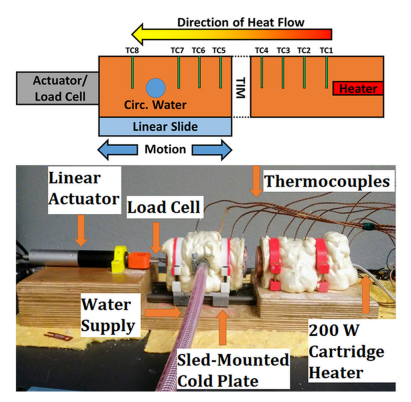 Direction of Heat Flow
TC8
TC7
TC6
TC5
TC4
TC3
TC2
TC1
Actuator/
Load Cell
TIM
Heater
Circ. Water
Linear Slide
Motion
Linear
Actuator
Thermocouples
Load Cell
Water
Supply
Sled-Mounted
Cold Plate
200 W
Cartridge
Heater